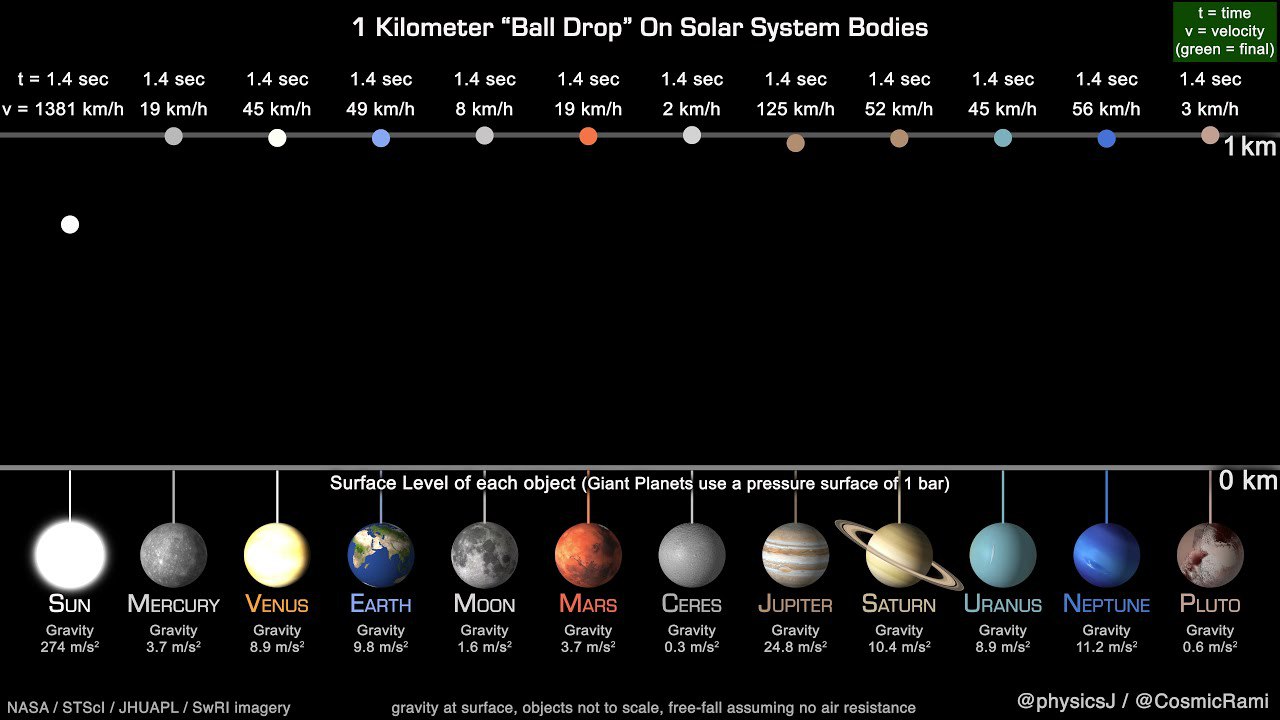 1 Kilometer “Ball Drop” On Solar System Bodies
t = time
v = velocity
(green = final)
t = 1.4 sec 1.4 sec 1.4 sec 1.4 sec 1.4 sec 1.4 sec 1.4 sec 1.4 sec 1.4 sec 1.4 sec 1.4 sec 1.4 sec
v = 1381 km/h 19 km/h 45 km/h 49 km/h 8 km/h 19 km/h 2 km/h 125 km/h 52 km/h 45 km/h 56 km/h 3 km/h
1 km
0 km
Surface Level of each object (Giant Planets use a pressure surface of 1 bar)
SUN MERCURY VENUS EARTH MOON MARS CERES JUPITER SATURN URANUS NEPTUNE PLUTO
Gravity Gravity Gravity Gravity Gravity Gravity Gravity Gravity Gravity Gravity Gravity Gravity
274 m/s² 3.7 m/s² 8.9 m/s² 9.8 m/s² 1.6 m/s² 3.7 m/s² 0.3 m/s² 24.8 m/s² 10.4 m/s² 8.9 m/s² 11.2 m/s² 0.6 m/s²
NASA / STScI / JHUAPL / SwRI imagery
gravity at surface, objects not to scale, free-fall assuming no air resistance
@physicsJ / @CosmicRami